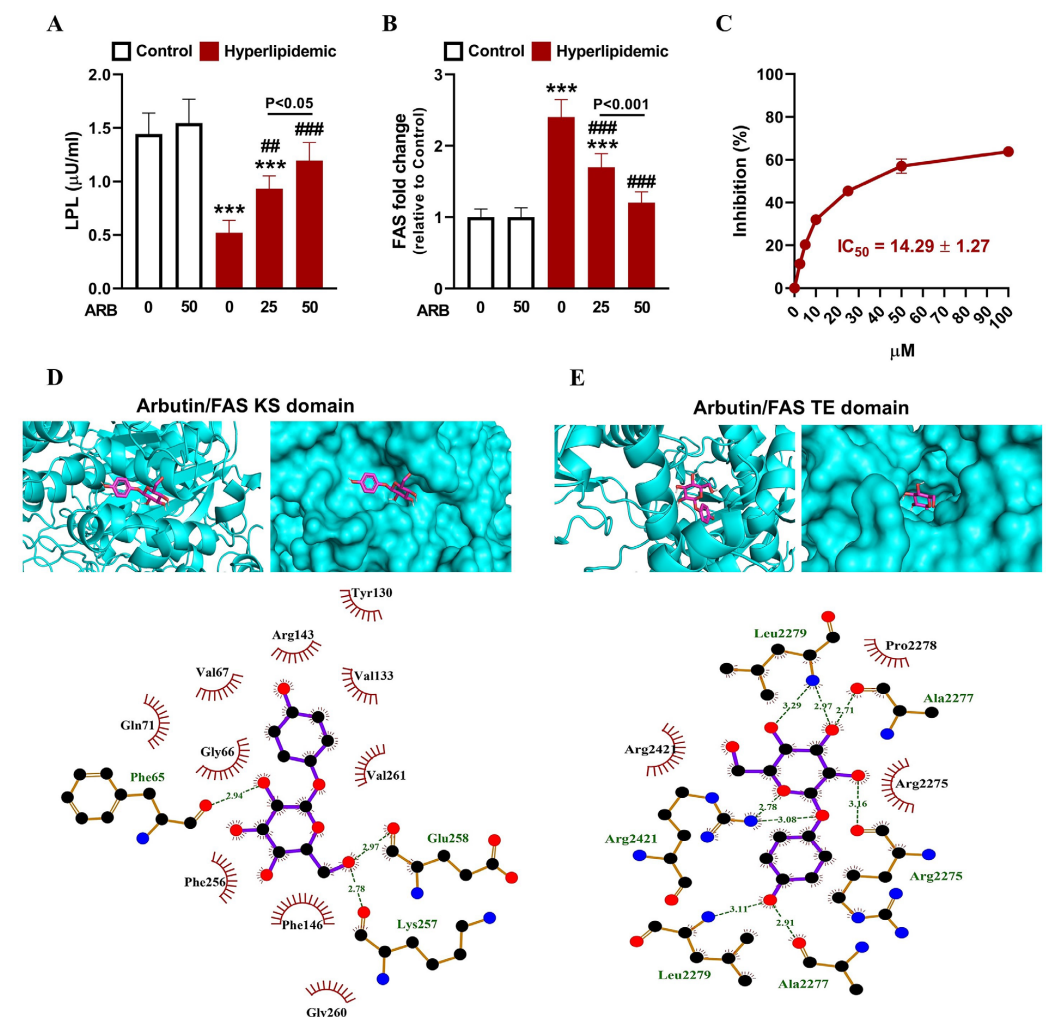 A
Control Hyperlipidemic
LPL (µU/ml)
2.0
1.5
1.0
0.5
0.0
P<0.05
***
##
***
###
ARB 0 50 0 25 50
B
Control Hyperlipidemic
FAS fold change
(relative to Control)
3
2
1
0
***
P<0.001
###
***
###
ARB 0 50 0 25 50
C
Inhibition (%)
100
80
60
40
20
0
IC50 = 14.29 ± 1.27
0 10 20 30 40 50 60 70 80 90 100
µM
D
Arbutin/FAS KS domain
Tyr130
Arg143
Val67
Val133
Gln71
Gly66
Val261
Phe65
2.94
2.97
Glu258
Phe256
2.78
Phe146
Lys257
Gly260
E
Arbutin/FAS TE domain
Leu2279
Pro2278
Ala2277
3.29
2.97
2.71
Arg2421
Arg2275
2.78
3.08
3.16
Arg2421
Arg2275
3.11
2.91
Leu2279
Ala2277